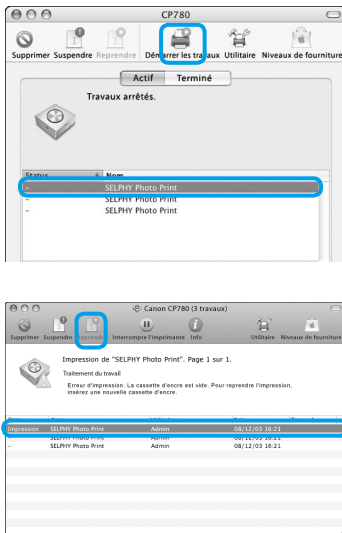 CP780
Supprimer Suspendre Reprendre Démarrer les travaux Utilitaire Niveaux de fourniture
Actif Terminé
Travaux arrêtés.
Status Nom
- SELPHY Photo Print
- SELPHY Photo Print
- SELPHY Photo Print
Canon CP780 (3 travaux)
Supprimer Suspendre Reprendre Interrompre l'imprimante Info Utilitaire Niveaux de fourniture
Impression de "SELPHY Photo Print". Page 1 sur 1.
Traitement du travail
Erreur d'impression. La cassette d'encre est vide. Pour reprendre l'impression,
insérez une nouvelle cassette d'encre.
Impression SELPHY Photo Print Admin 08/12/03 16:21
- SELPHY Photo Print Admin 08/12/03 16:21
- SELPHY Photo Print Admin 08/12/03 16:21